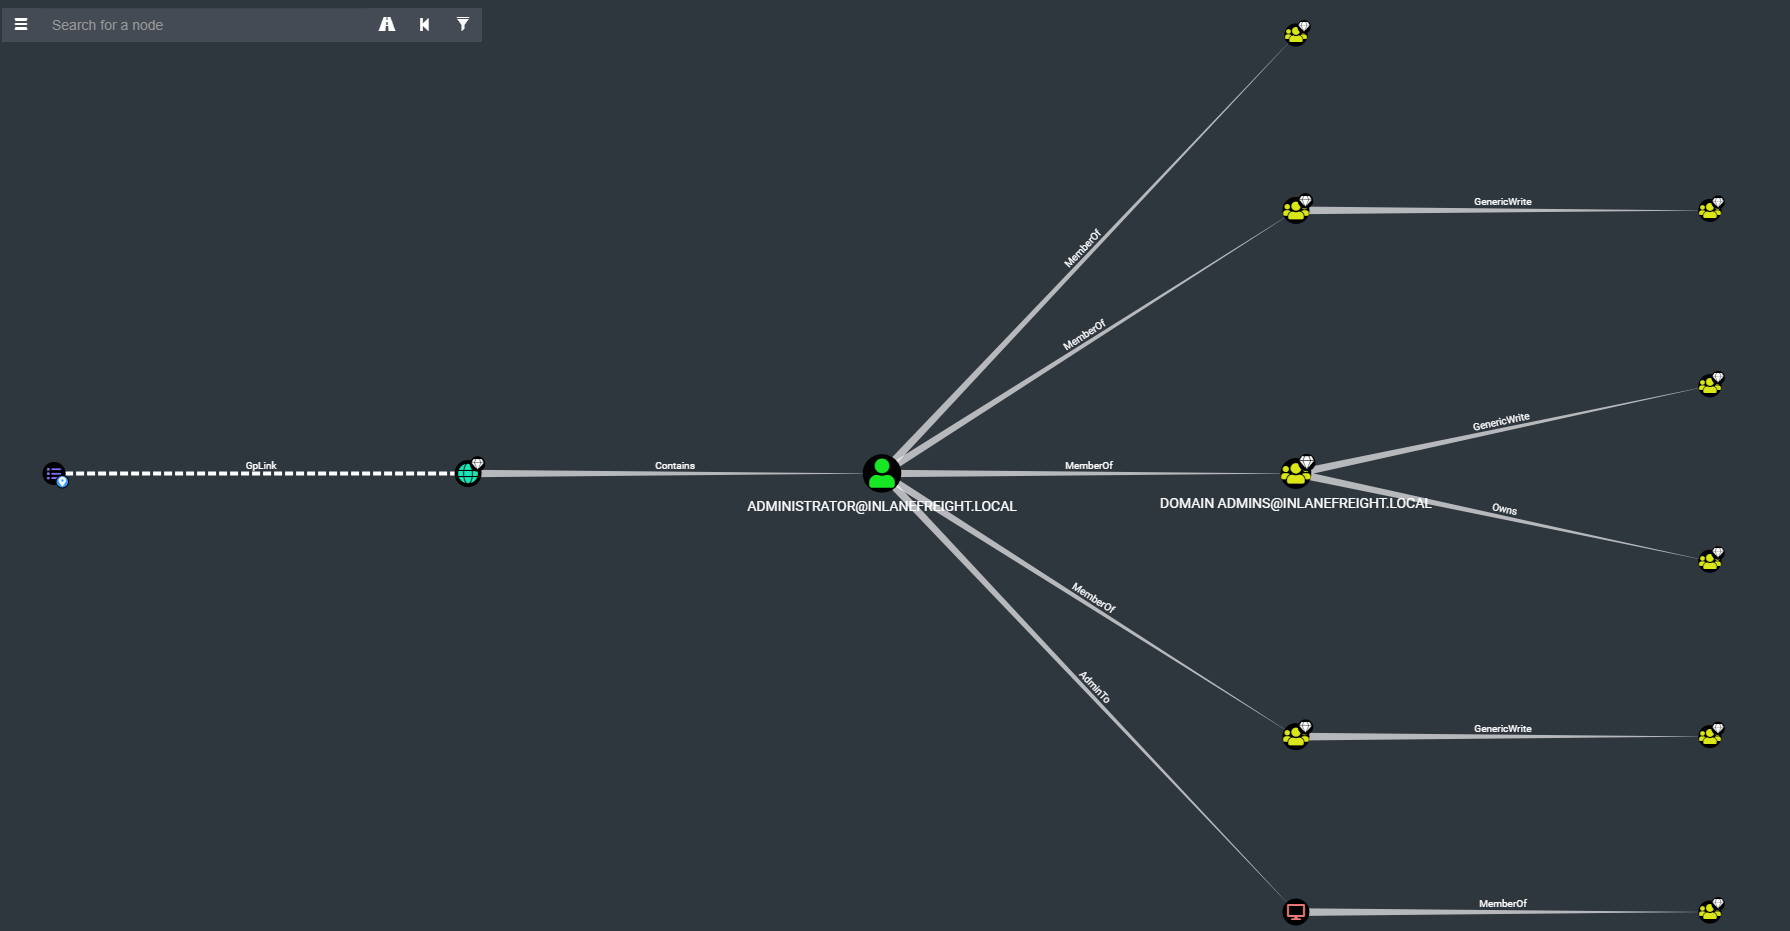 Search for a node
MemberOf
GenericWrite
MemberOf
GenericWrite
GpLink
Contains
MemberOf
ADMINISTRATOR@INLANEFREIGHT.LOCAL
DOMAIN ADMINS@INLANEFREIGHT.LOCAL
Owns
MemberOf
AdminTo
GenericWrite
MemberOf